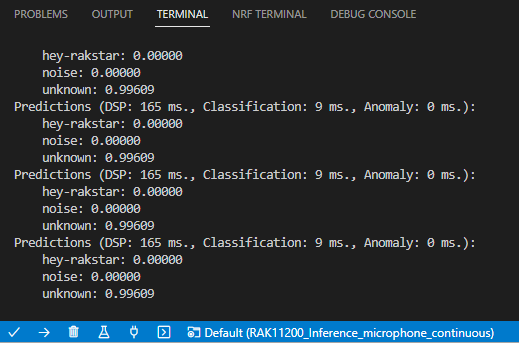 PROBLEMS OUTPUT TERMINAL NRF TERMINAL DEBUG CONSOLE
hey-rakstar: 0.00000
noise: 0.00000
unknown: 0.99609
Predictions (DSP: 165 ms., Classification: 9 ms., Anomaly: 0 ms.):
hey-rakstar: 0.00000
noise: 0.00000
unknown: 0.99609
Predictions (DSP: 165 ms., Classification: 9 ms., Anomaly: 0 ms.):
hey-rakstar: 0.00000
noise: 0.00000
unknown: 0.99609
Predictions (DSP: 165 ms., Classification: 9 ms., Anomaly: 0 ms.):
hey-rakstar: 0.00000
noise: 0.00000
unknown: 0.99609
Default (RAK11200_Inference_microphone_continuous)